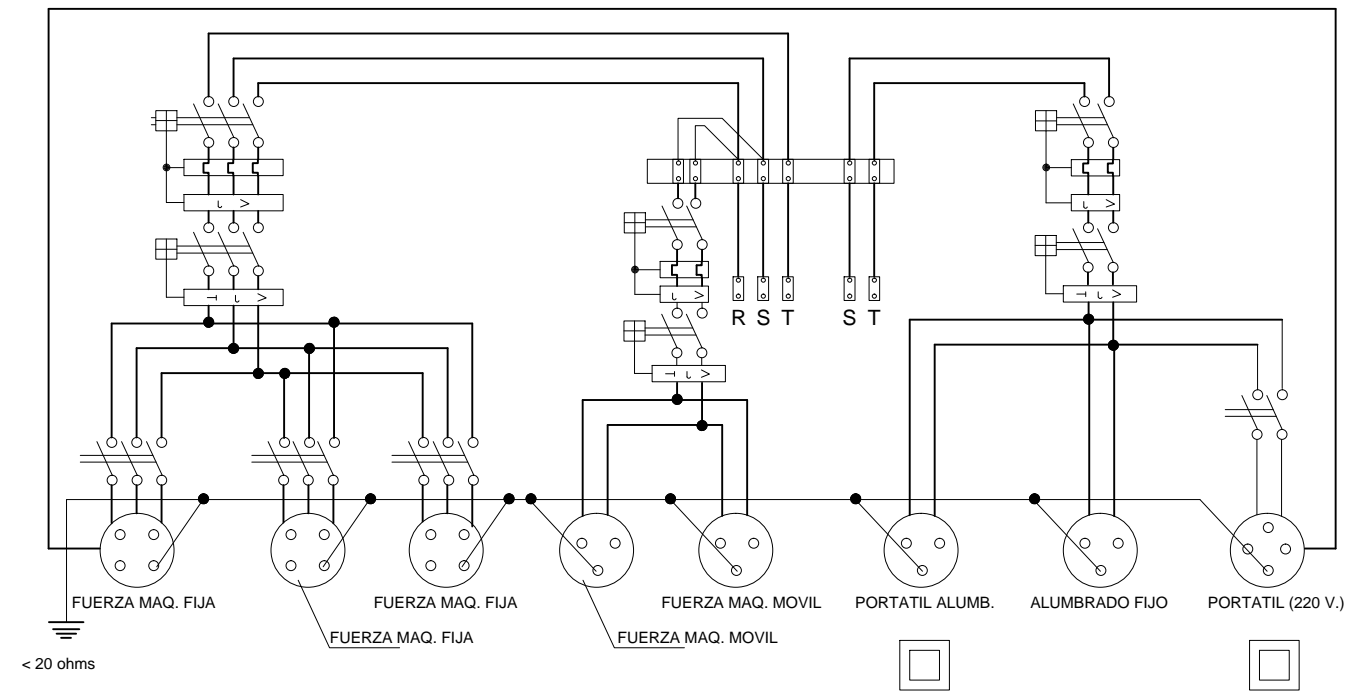 R S T S T
FUERZA MAQ. FIJA
FUERZA MAQ. FIJA
FUERZA MAQ. MOVIL
PORTATIL ALUMB.
ALUMBRADO FIJO
PORTATIL (220 V.)
FUERZA MAQ. FIJA
FUERZA MAQ. MOVIL
< 20 ohms